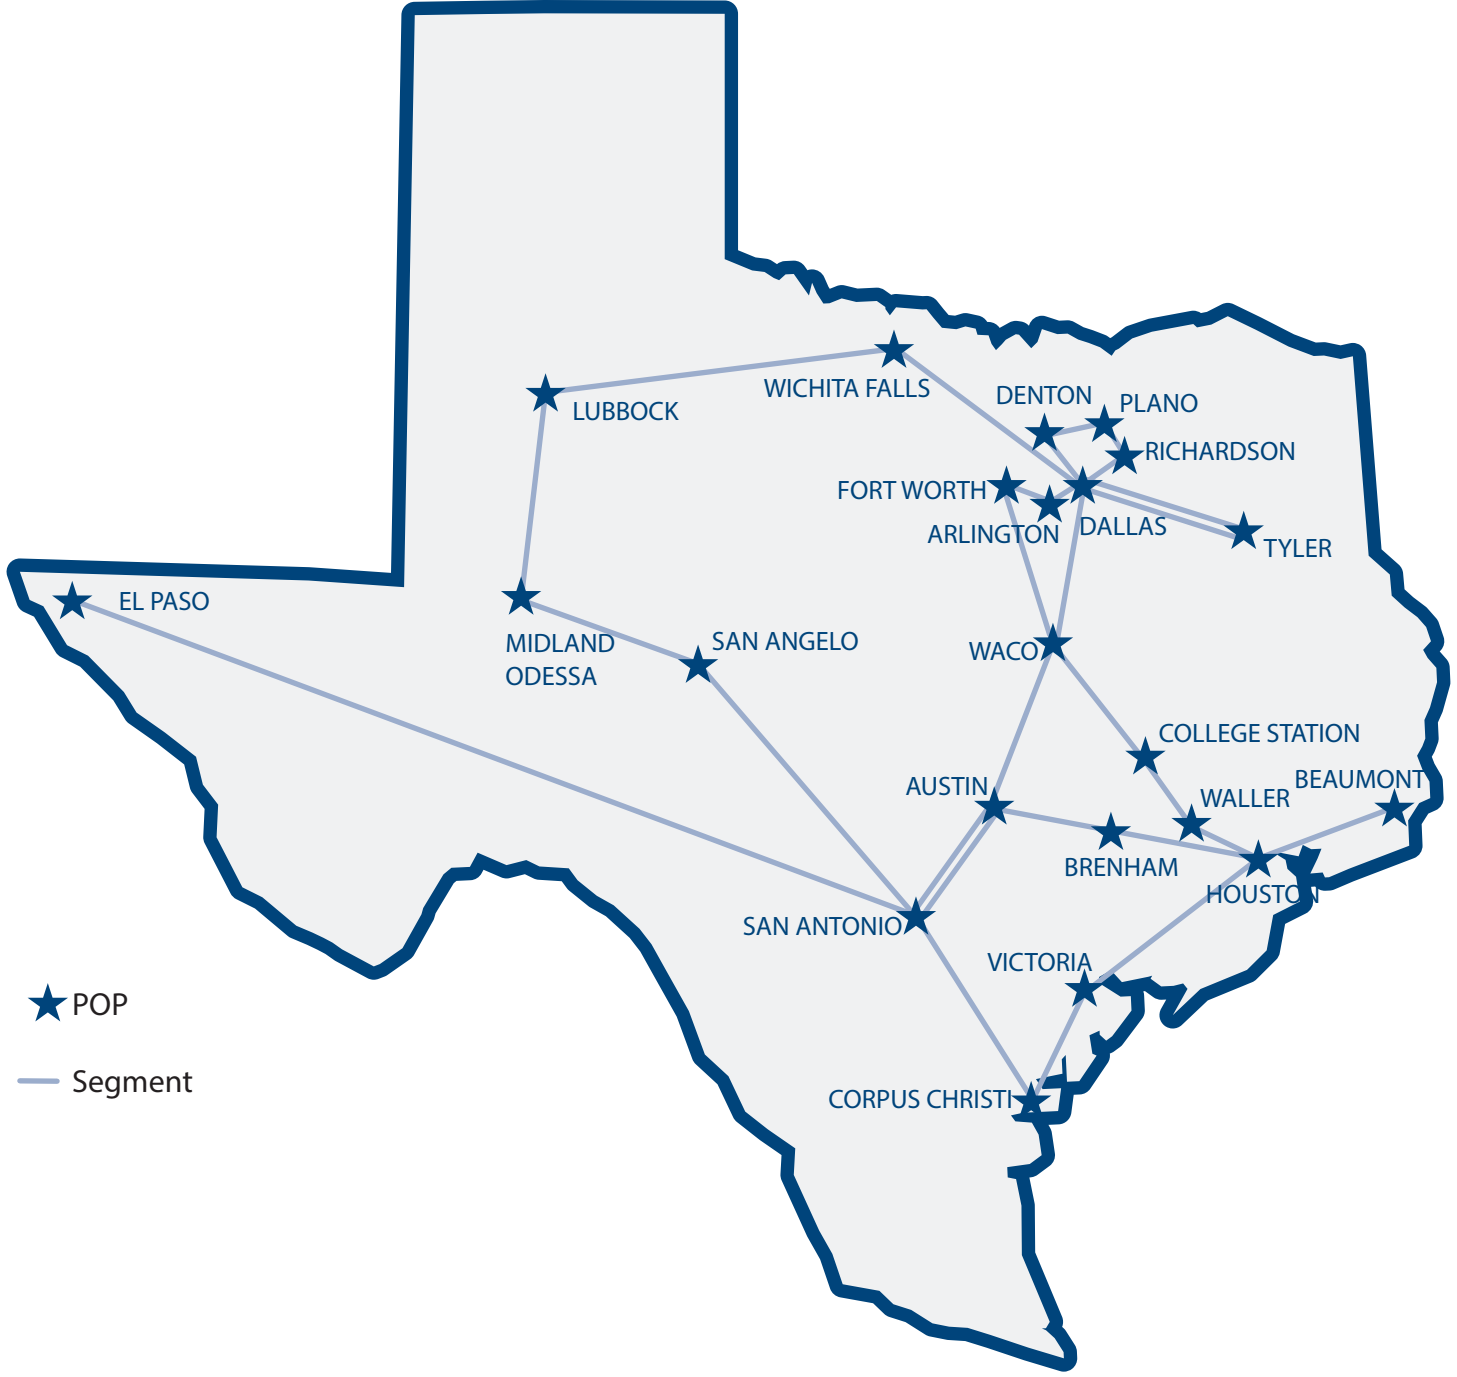 WICHITA FALLS
LUBBOCK
DENTON
PLANO
RICHARDSON
FORT WORTH
ARLINGTON
DALLAS
TYLER
EL PASO
MIDLAND
ODESSA
SAN ANGELO
WACO
COLLEGE STATION
BEAUMONT
AUSTIN
WALLER
BRENHAM
HOUSTON
SAN ANTONIO
VICTORIA
CORPUS CHRISTI
POP
Segment